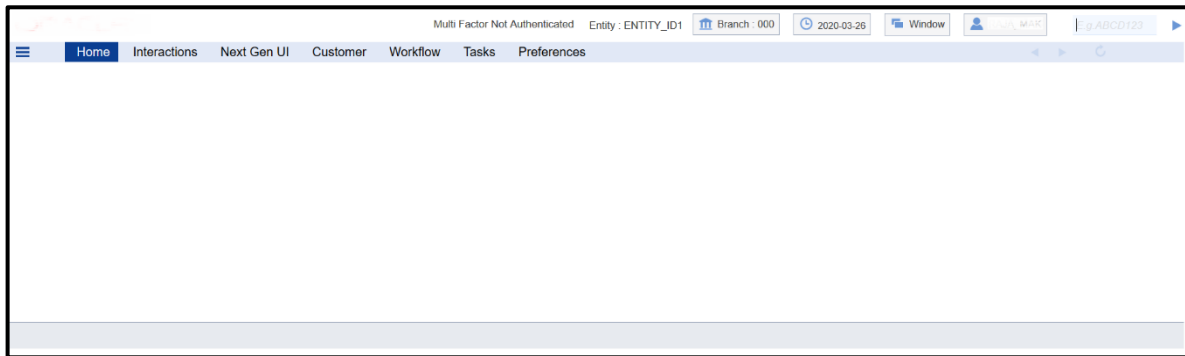 Multi Factor Not Authenticated Entity : ENTITY_ID1 Branch : 000 2020-03-26 Window E.g.ABCD123
Home Interactions Next Gen UI Customer Workflow Tasks Preferences